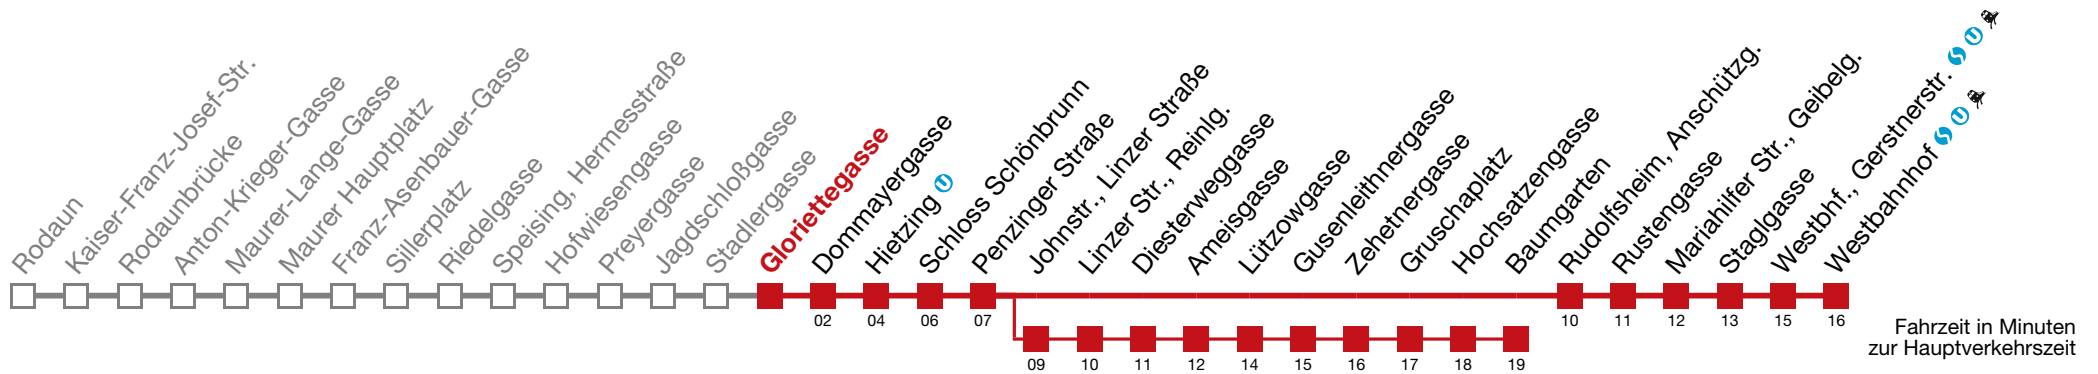 Rodaun
Kaiser-Franz-Josef-Str.
Rodaunbrücke
Anton-Krieger-Gasse
Maurer-Lange-Gasse
Maurer Hauptplatz
Franz-Asenbauer-Gasse
Sillerplatz
Riedelgasse
Speising, Hermesstraße
Hofwiesengasse
Preyergasse
Jagdschloßgasse
Stadlergasse
Gloriettegasse
Dommayergasse
Hietzing U
Schloss Schönbrunn
Penzinger Straße
Johnstr., Linzer Straße
Linzer Str., Reinlg.
Diesterweggasse
Ameisgasse
Lützowgasse
Gusenleithnergasse
Zehetnergasse
Gruschaplatz
Hochsatzengasse
Baumgarten
Rudolfsheim, Anschützg.
Rustengasse
Mariahilfer Str., Geibelg.
Staglgasse
Westbhf., Gerstnerstr. S U
Westbahnhof S U
02 04 06 07 10 11 12 13 15 16
09 10 11 12 14 15 16 17 18 19
Fahrzeit in Minuten
zur Hauptverkehrszeit